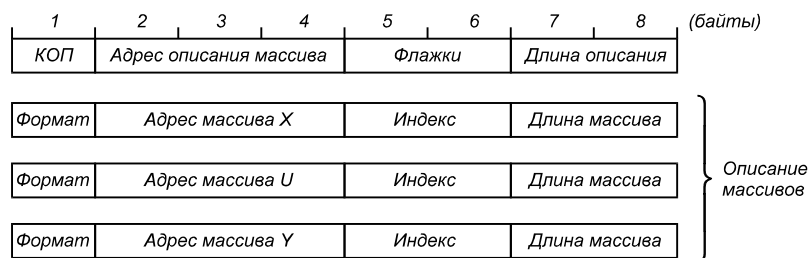 1 2 3 4 5 6 7 8 (байты)
КОП Адрес описания массива Флажки Длина описания
Формат Адрес массива X Индекс Длина массива
Формат Адрес массива U Индекс Длина массива
Описание
массивов
Формат Адрес массива Y Индекс Длина массива